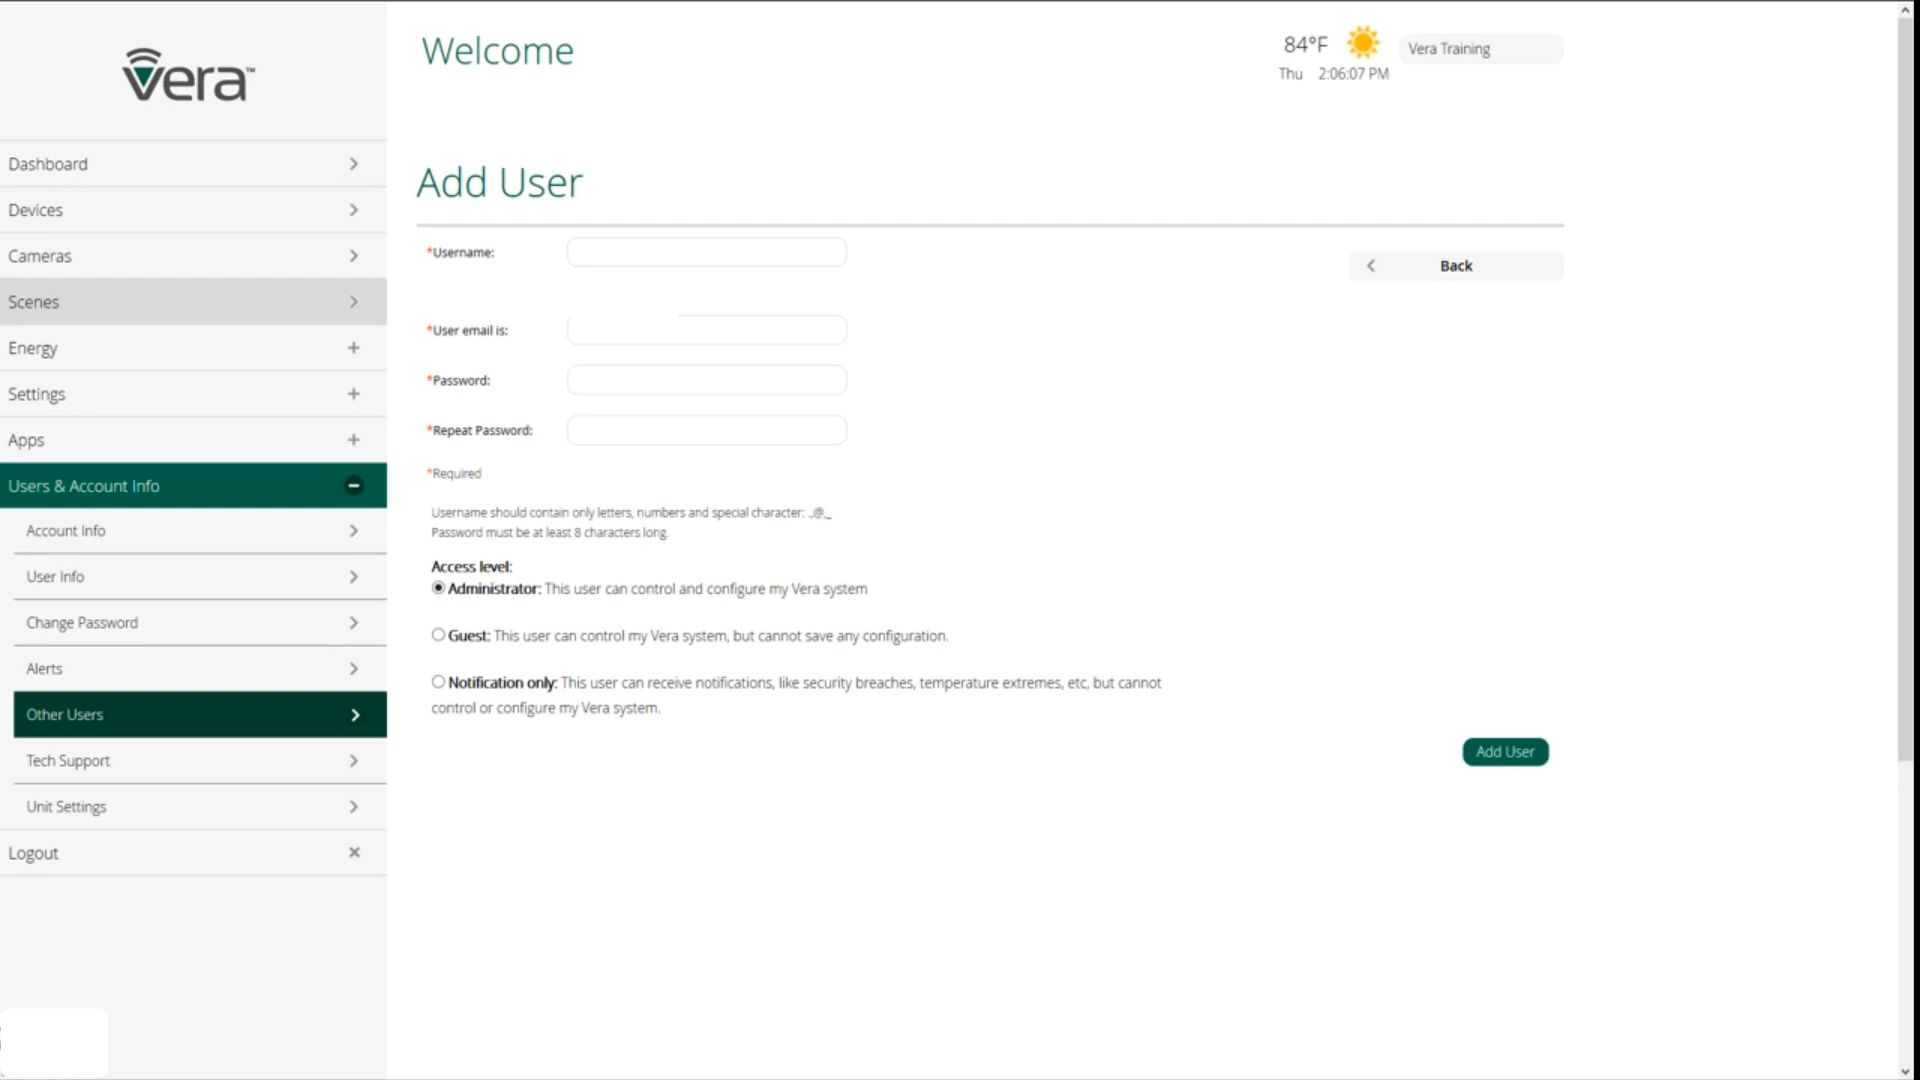 vera™
Dashboard
Devices
Cameras
Scenes
Energy
Settings
Apps
Users & Account Info
Account Info
User Info
Change Password
Alerts
Other Users
Tech Support
Unit Settings
Logout
Welcome
84°F
Thu 2:06:07 PM
Vera Training
Add User
*Username:
Back
*User email is:
*Password:
*Repeat Password:
*Required
Username should contain only letters, numbers and special character: .,@,_
Password must be at least 8 characters long.
Access level:
Administrator: This user can control and configure my Vera system
Guest: This user can control my Vera system, but cannot save any configuration.
Notification only: This user can receive notifications, like security breaches, temperature extremes, etc, but cannot
control or configure my Vera system.
Add User